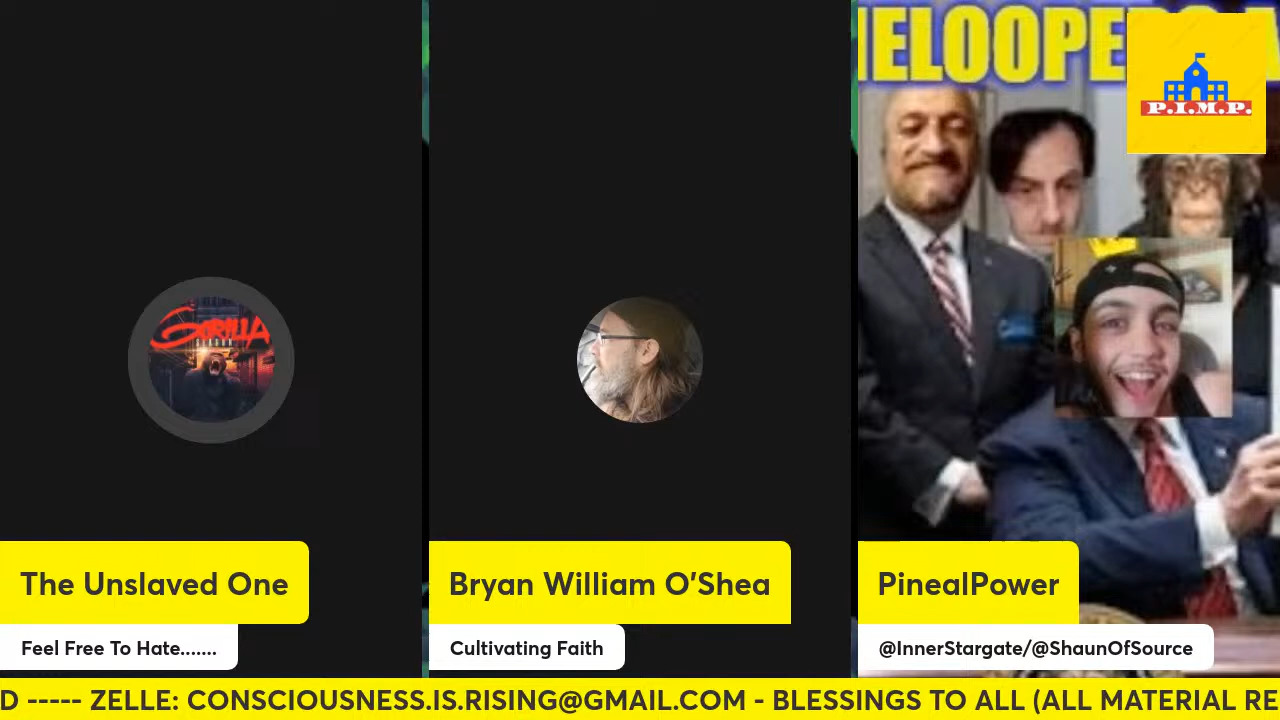 IELOOPE
P.I.M.P.
GORILLA
The Unslaved One
Feel Free To Hate.......
Bryan William O'Shea
Cultivating Faith
PinealPower
@InnerStargate/@ShaunOfSource
D ----- ZELLE: CONSCIOUSNESS.IS.RISING@GMAIL.COM - BLESSINGS TO ALL (ALL MATERIAL RE